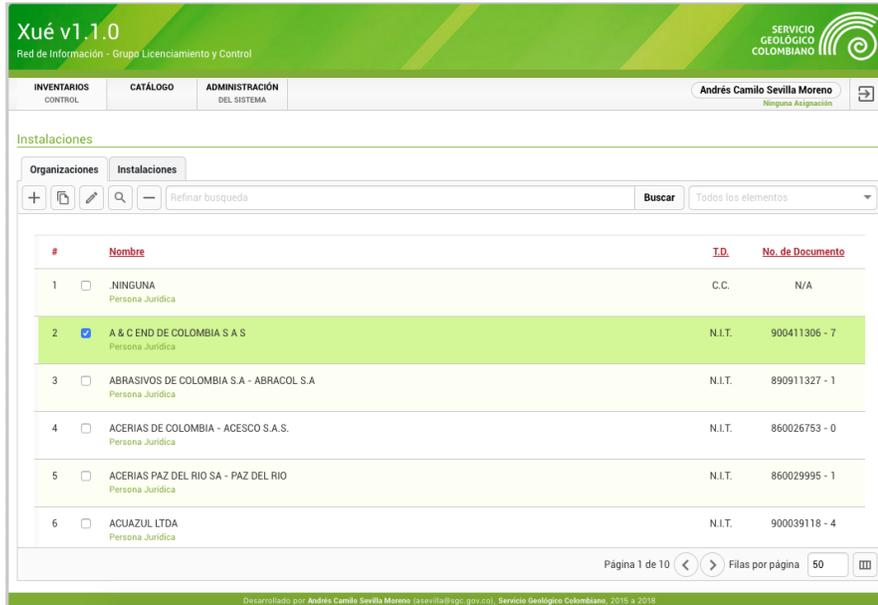 Xué v1.1.0
Red de Información - Grupo Licenciamiento y Control
SERVICIO
GEOLÓGICO
COLOMBIANO
INVENTARIOS
CONTROL
CATÁLOGO
ADMINISTRACIÓN
DEL SISTEMA
Andrés Camilo Sevilla Moreno
Ninguna Asignación
Instalaciones
Organizaciones Instalaciones
Refinar busqueda Buscar Todos los elementos
# Nombre T.D. No. de Documento
1 .NINGUNA C.C. N/A
Persona Jurídica
2 A & C END DE COLOMBIA S A S N.I.T. 900411306 - 7
Persona Jurídica
3 ABRASIVOS DE COLOMBIA S.A - ABRACOL S.A N.I.T. 890911327 - 1
Persona Jurídica
4 ACERIAS DE COLOMBIA - ACESCO S.A.S. N.I.T. 860026753 - 0
Persona Jurídica
5 ACERIAS PAZ DEL RIO SA - PAZ DEL RIO N.I.T. 860029995 - 1
Persona Jurídica
6 ACUAZUL LTDA N.I.T. 900039118 - 4
Persona Jurídica
Página 1 de 10 Filas por página 50
Desarrollado por Andrés Camilo Sevilla Moreno (asevilla@sgc.gov.co), Servicio Geológico Colombiano, 2015 a 2018